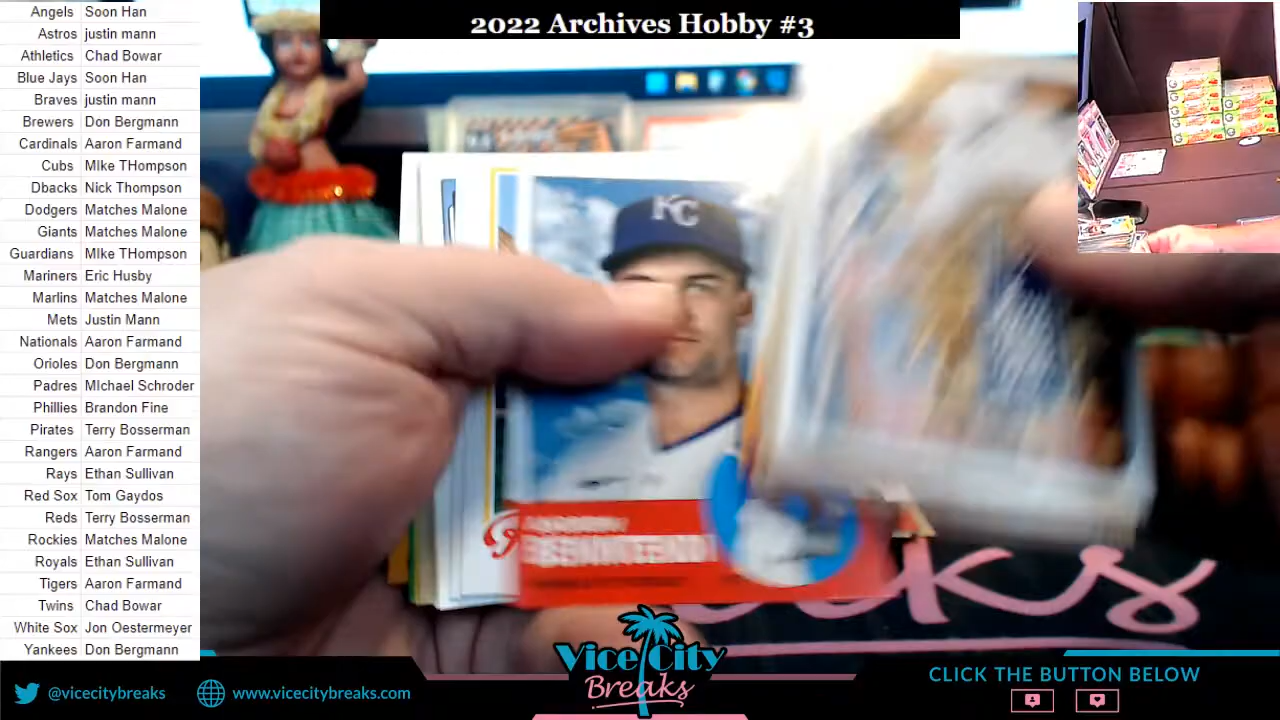 2022 Archives Hobby #3
Angels Soon Han
Astros justin mann
Athletics Chad Bowar
Blue Jays Soon Han
Braves justin mann
Brewers Don Bergmann
Cardinals Aaron Farmand
Cubs MIke THompson
Dbacks Nick Thompson
Dodgers Matches Malone
Giants Matches Malone
Guardians MIke THompson
Mariners Eric Husby
Marlins Matches Malone
Mets Justin Mann
Nationals Aaron Farmand
Orioles Don Bergmann
Padres MIchael Schroder
Phillies Brandon Fine
Pirates Terry Bosserman
Rangers Aaron Farmand
Rays Ethan Sullivan
Red Sox Tom Gaydos
Reds Terry Bosserman
Rockies Matches Malone
Royals Ethan Sullivan
Tigers Aaron Farmand
Twins Chad Bowar
White Sox Jon Oestermeyer
Yankees Don Bergmann
KC
Vice City
Breaks
@vicecitybreaks
www.vicecitybreaks.com
CLICK THE BUTTON BELOW